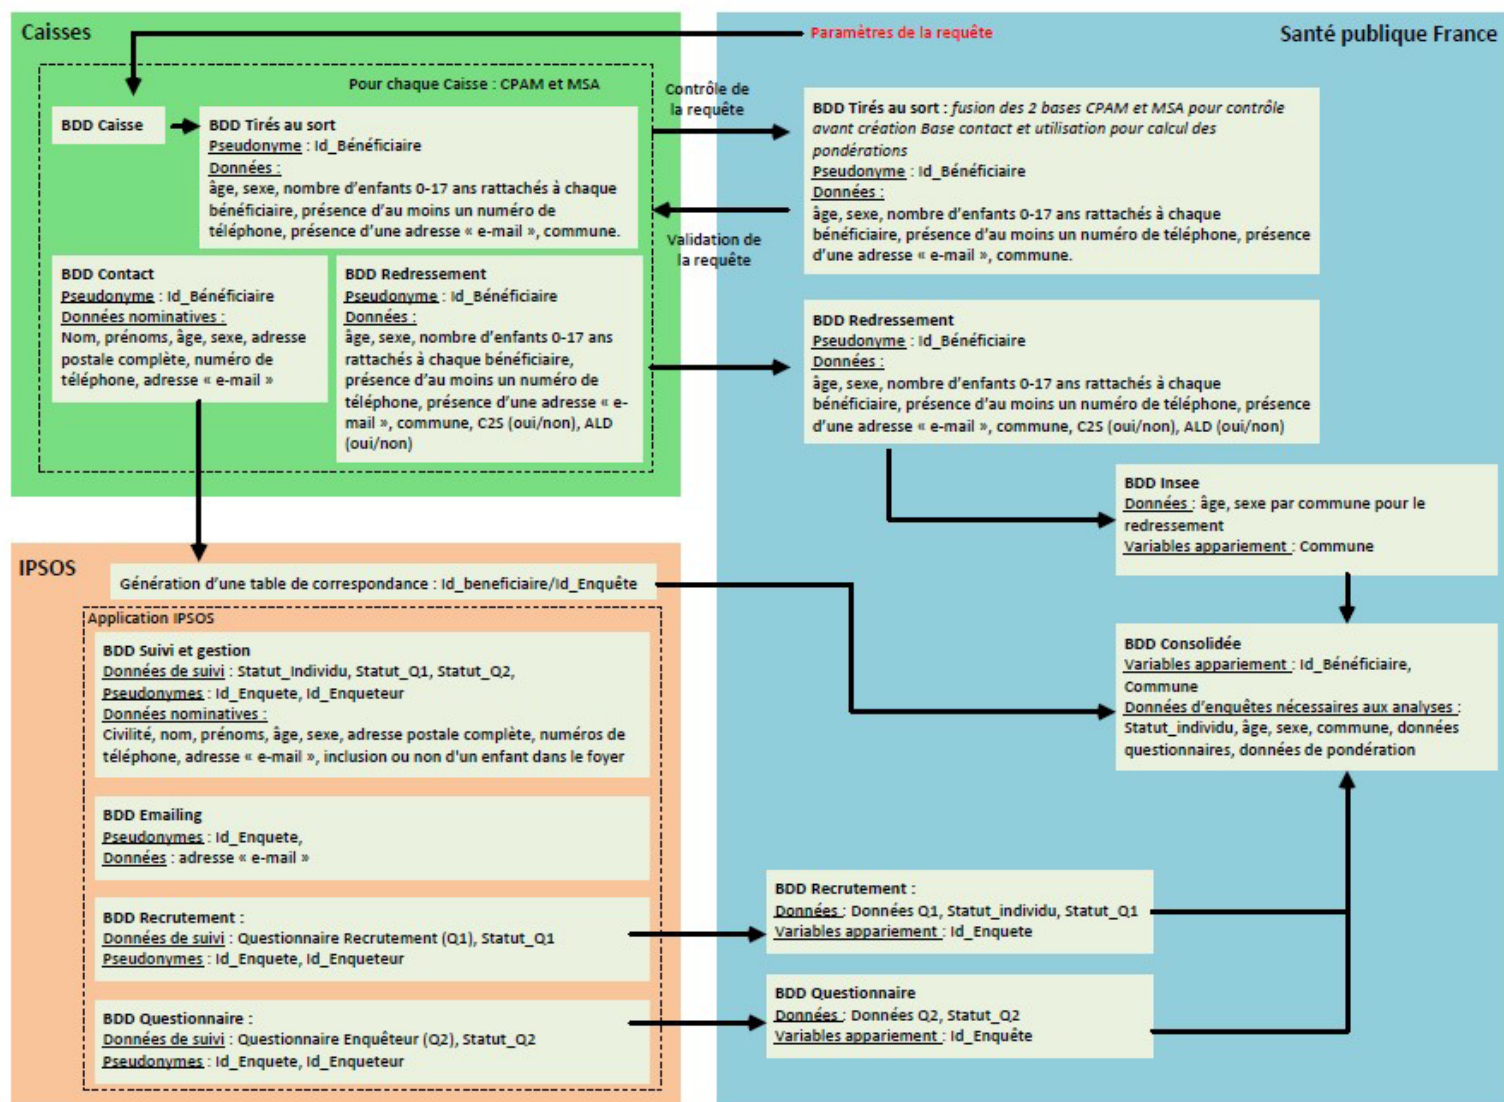 Caisses
Paramètres de la requête
Santé publique France
Pour chaque Caisse : CPAM et MSA
BDD Caisse
BDD Tirés au sort
Pseudonyme : Id_Bénéficiaire
Données :
âge, sexe, nombre d'enfants 0-17 ans rattachés à chaque
bénéficiaire, présence d'au moins un numéro de
téléphone, présence d'une adresse « e-mail », commune.
Contrôle de
la requête
Validation de
la requête
BDD Tirés au sort : fusion des 2 bases CPAM et MSA pour contrôle
avant création Base contact et utilisation pour calcul des
pondérations
Pseudonyme : Id_Bénéficiaire
Données :
âge, sexe, nombre d'enfants 0-17 ans rattachés à chaque
bénéficiaire, présence d'au moins un numéro de téléphone, présence
d'une adresse « e-mail », commune.
BDD Contact
Pseudonyme : Id_Bénéficiaire
Données nominatives :
Nom, prénoms, âge, sexe, adresse
postale complète, numéro de
téléphone, adresse « e-mail »
BDD Redressement
Pseudonyme : Id_Bénéficiaire
Données :
âge, sexe, nombre d'enfants 0-17 ans
rattachés à chaque bénéficiaire,
présence d'au moins un numéro de
téléphone, présence d'une adresse « e-
mail », commune, C2S (oui/non), ALD
(oui/non)
BDD Redressement
Pseudonyme : Id_Bénéficiaire
Données :
âge, sexe, nombre d'enfants 0-17 ans rattachés à chaque
bénéficiaire, présence d'au moins un numéro de téléphone, présence
d'une adresse « e-mail », commune, C2S (oui/non), ALD (oui/non)
BDD Insee
Données : âge, sexe par commune pour le
redressement
Variables appariement : Commune
IPSOS
Génération d'une table de correspondance : Id_beneficiaire/Id_Enquête
Application IPSOS
BDD Suivi et gestion
Données de suivi : Statut_Individu, Statut_Q1, Statut_Q2,
Pseudonymes : Id_Enquete, Id_Enqueteur
Données nominatives :
Civilité, nom, prénoms, âge, sexe, adresse postale complète, numéros de
téléphone, adresse « e-mail », inclusion ou non d'un enfant dans le foyer
BDD Consolidée
Variables appariement : Id_Bénéficiaire,
Commune
Données d'enquêtes nécessaires aux analyses :
Statut_individu, âge, sexe, commune, données
questionnaires, données de pondération
BDD Emailing
Pseudonymes : Id_Enquete,
Données : adresse « e-mail »
BDD Recrutement :
Données de suivi : Questionnaire Recrutement (Q1), Statut_Q1
Pseudonymes : Id_Enquete, Id_Enqueteur
BDD Recrutement :
Données : Données Q1, Statut_individu, Statut_Q1
Variables appariement : Id_Enquete
BDD Questionnaire :
Données de suivi : Questionnaire Enquêteur (Q2), Statut_Q2
Pseudonymes : Id_Enquete, Id_Enqueteur
BDD Questionnaire
Données : Données Q2, Statut_Q2
Variables appariement : Id_Enquête